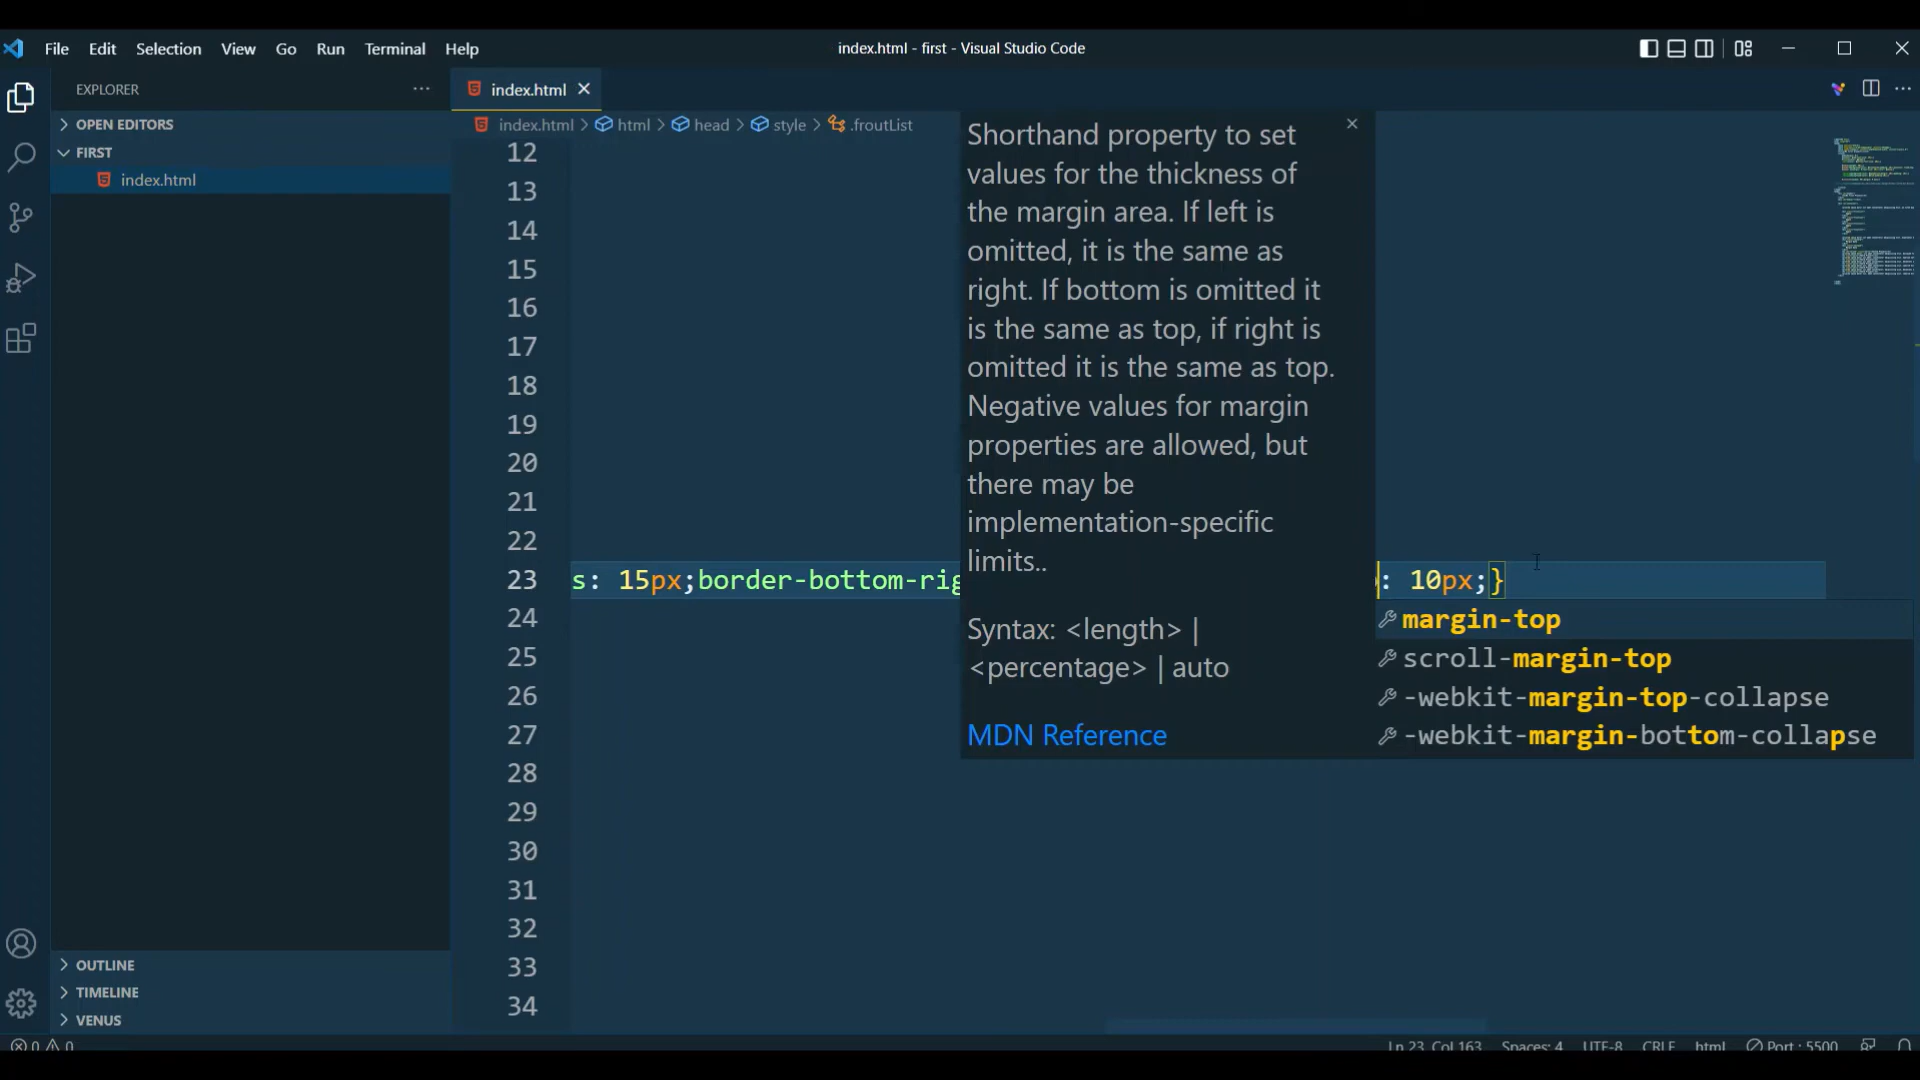 File Edit Selection View Go Run Terminal Help
index.html - first - Visual Studio Code
EXPLORER
OPEN EDITORS
FIRST
index.html
OUTLINE
TIMELINE
VENUS
index.html
index.html > html > head > style > .froutList
12
13
14
15
16
17
18
19
20
21
22
23 s: 15px;border-bottom-rig : 10px;}
24
25
26
27
28
29
30
31
32
33
34
Shorthand property to set
values for the thickness of
the margin area. If left is
omitted, it is the same as
right. If bottom is omitted it
is the same as top, if right is
omitted it is the same as top.
Negative values for margin
properties are allowed, but
there may be
implementation-specific
limits..
Syntax: <length> |
<percentage> | auto
MDN Reference
margin-top
scroll-margin-top
-webkit-margin-top-collapse
-webkit-margin-bottom-collapse
0 0
Ln 23, Col 163 Spaces: 4 UTF-8 CRLF html Port : 5500